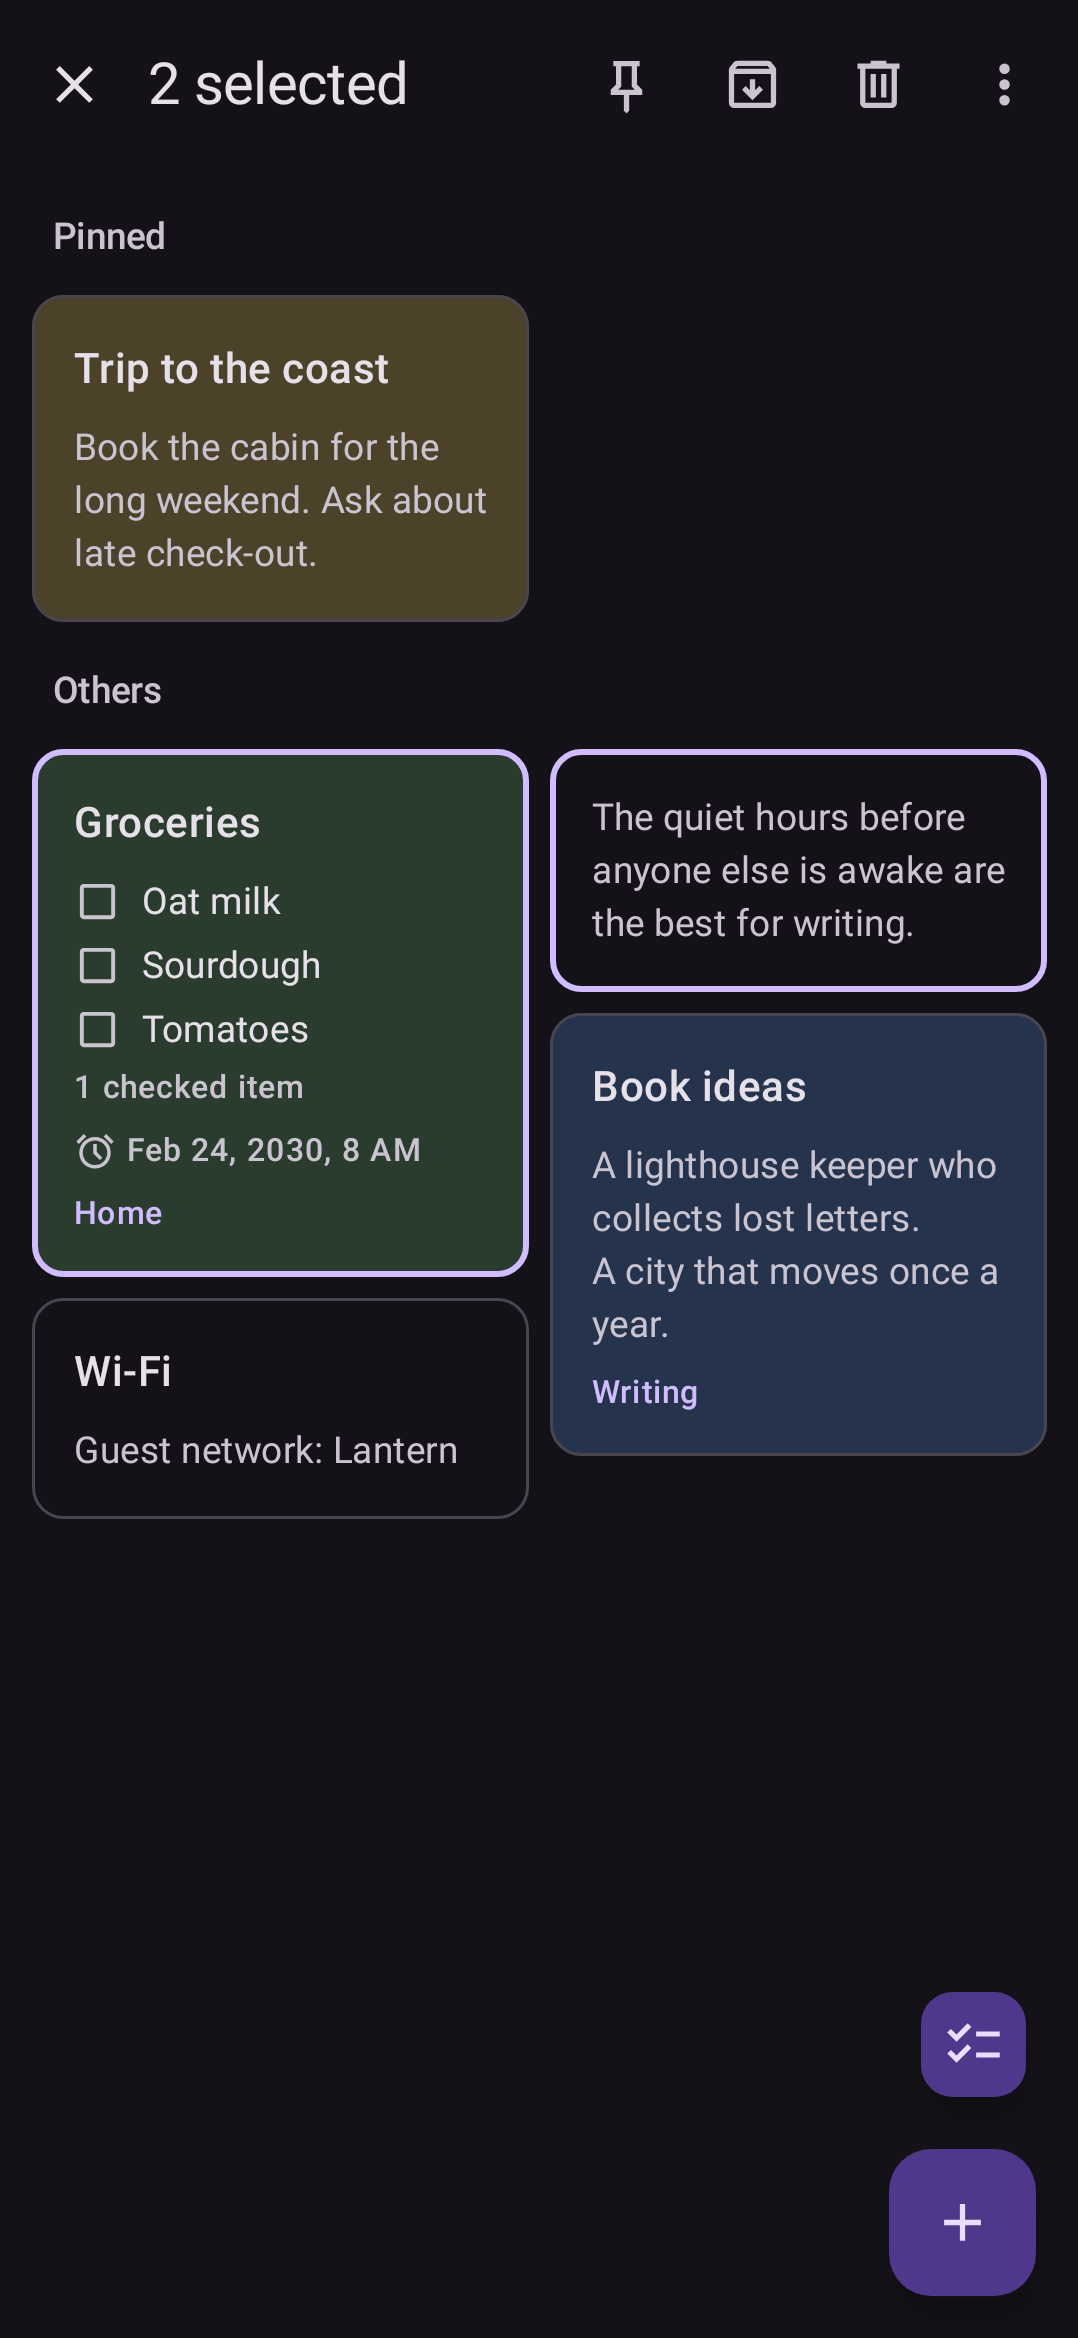 2 selected
Pinned
Trip to the coast
Book the cabin for the
long weekend. Ask about
late check-out.
Others
Groceries
Oat milk
Sourdough
Tomatoes
1 checked item
Feb 24, 2030, 8 AM
Home
The quiet hours before
anyone else is awake are
the best for writing.
Book ideas
A lighthouse keeper who
collects lost letters.
A city that moves once a
year.
Writing
Wi-Fi
Guest network: Lantern